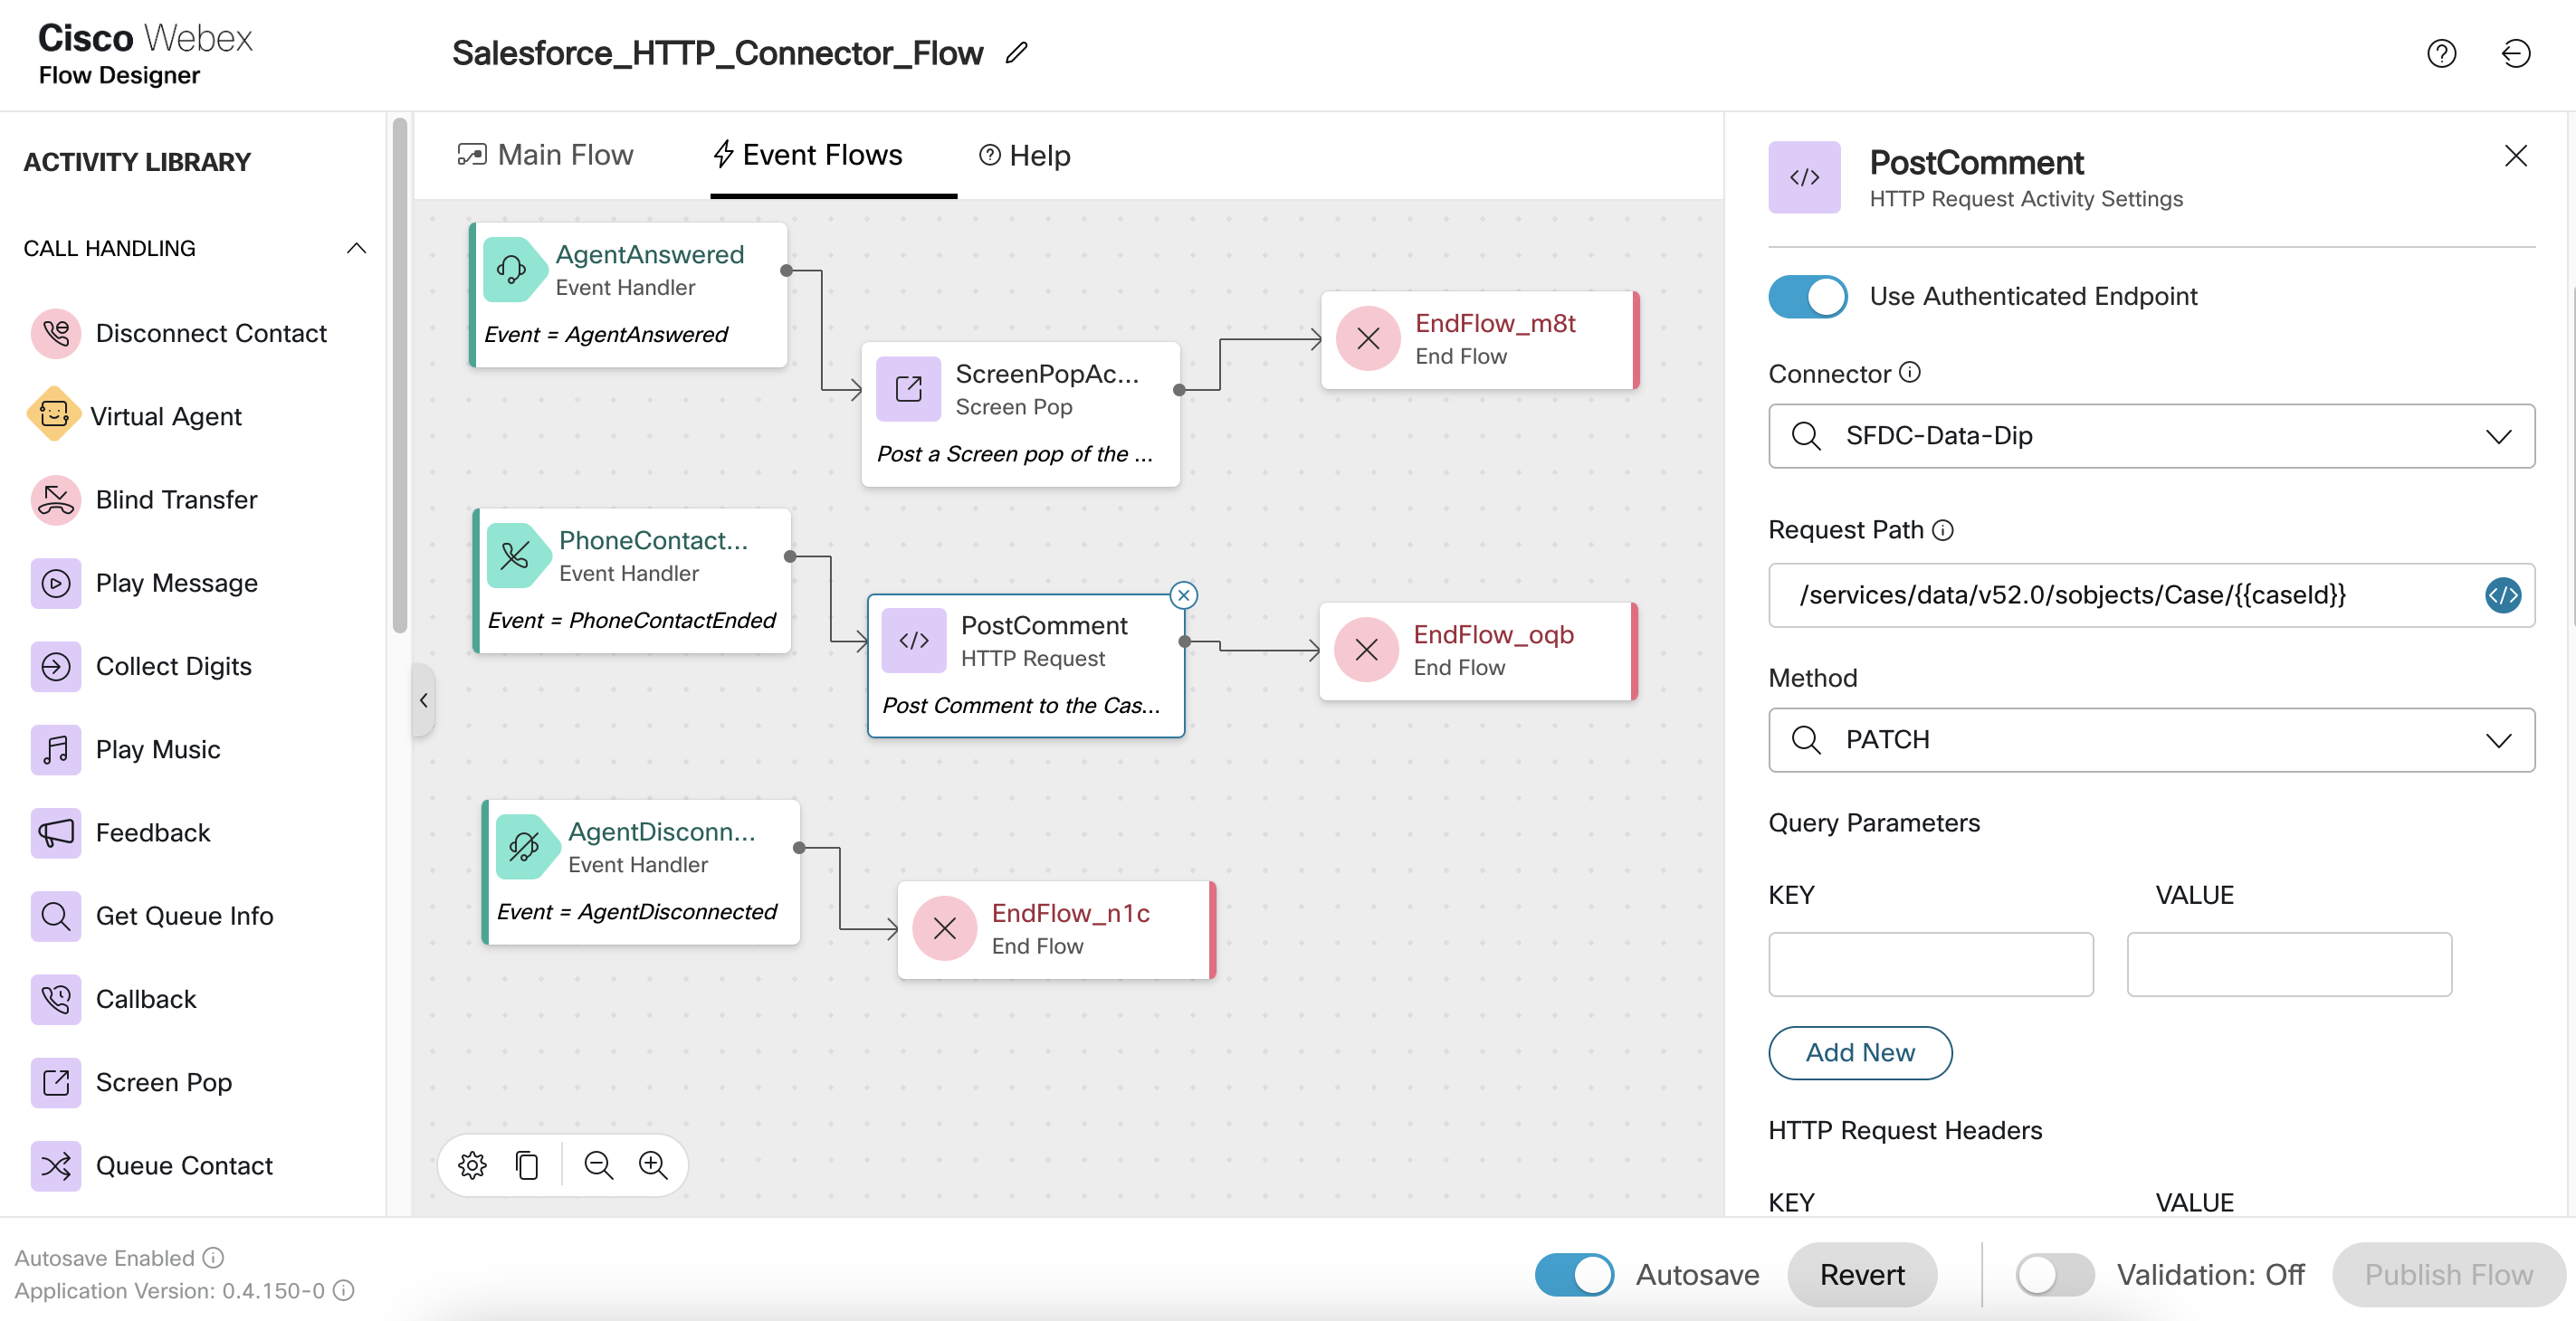 Cisco Webex
Flow Designer
Salesforce_HTTP_Connector_Flow
ACTIVITY LIBRARY
CALL HANDLING
Disconnect Contact
Virtual Agent
Blind Transfer
Play Message
Collect Digits
Play Music
Feedback
Get Queue Info
Callback
Screen Pop
Queue Contact
Main Flow
Event Flows
Help
AgentAnswered
Event Handler
Event = AgentAnswered
ScreenPopAc...
Screen Pop
Post a Screen pop of the ...
EndFlow_m8t
End Flow
PhoneContact...
Event Handler
Event = PhoneContactEnded
PostComment
HTTP Request
Post Comment to the Cas...
EndFlow_oqb
End Flow
AgentDisconn...
Event Handler
Event = AgentDisconnected
EndFlow_n1c
End Flow
PostComment
HTTP Request Activity Settings
Use Authenticated Endpoint
Connector
SFDC-Data-Dip
Request Path
/services/data/v52.0/sobjects/Case/{{caseId}}
Method
PATCH
Query Parameters
KEY VALUE
Add New
HTTP Request Headers
KEY VALUE
Autosave Enabled
Application Version: 0.4.150-0
Autosave
Revert
Validation: Off
Publish Flow